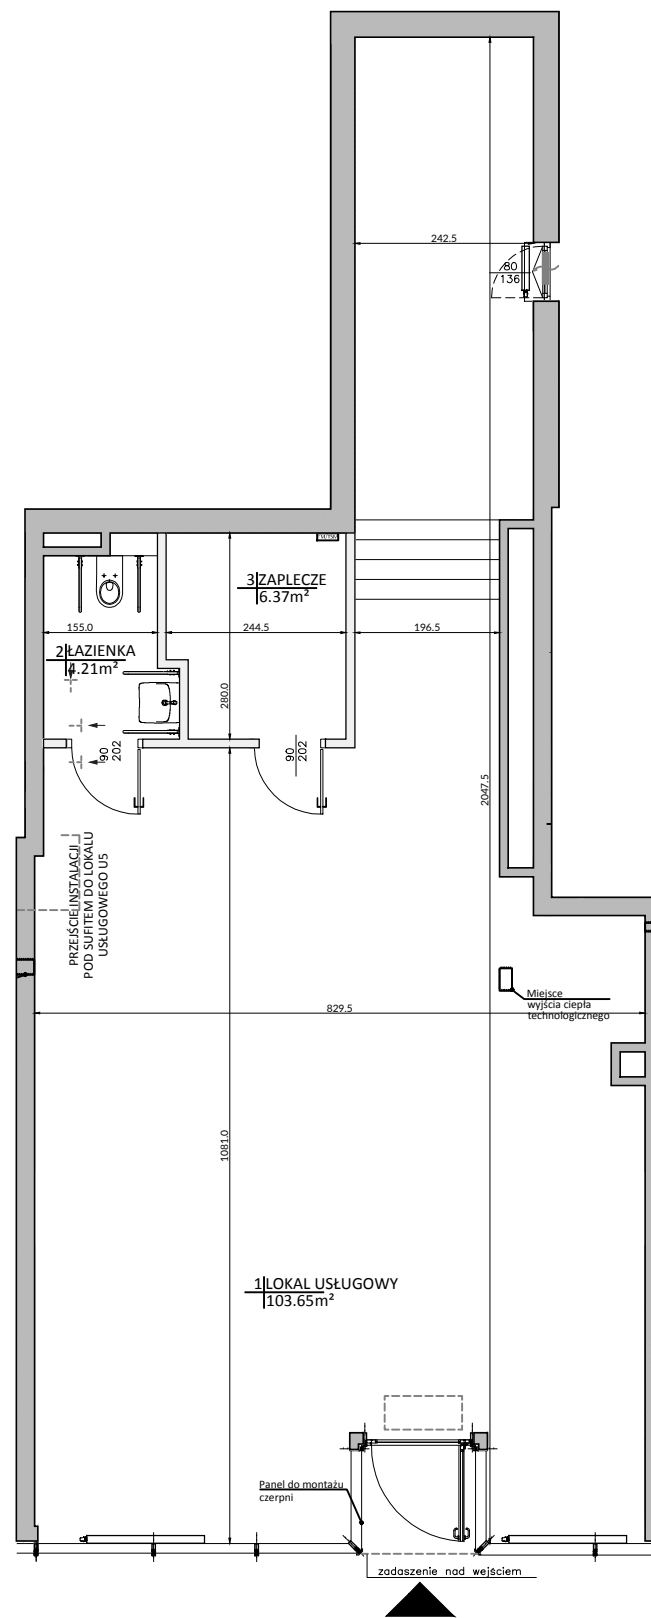 242.5
80
136
3 ZAPLECZE
6.37m²
155.0
244.5
196.5
2 ŁAZIENKA
4.21m²
280.0
90
202
90
202
2047.5
PRZEJŚCIE INSTALACJI
POD SUFITEM DO LOKALU
USŁUGOWEGO U5
Miejsce
wyjścia ciepła
technologicznego
829.5
1081.0
1 LOKAL USŁUGOWY
103.65m²
Panel do montażu
czerpni
zadaszenie nad wejściem